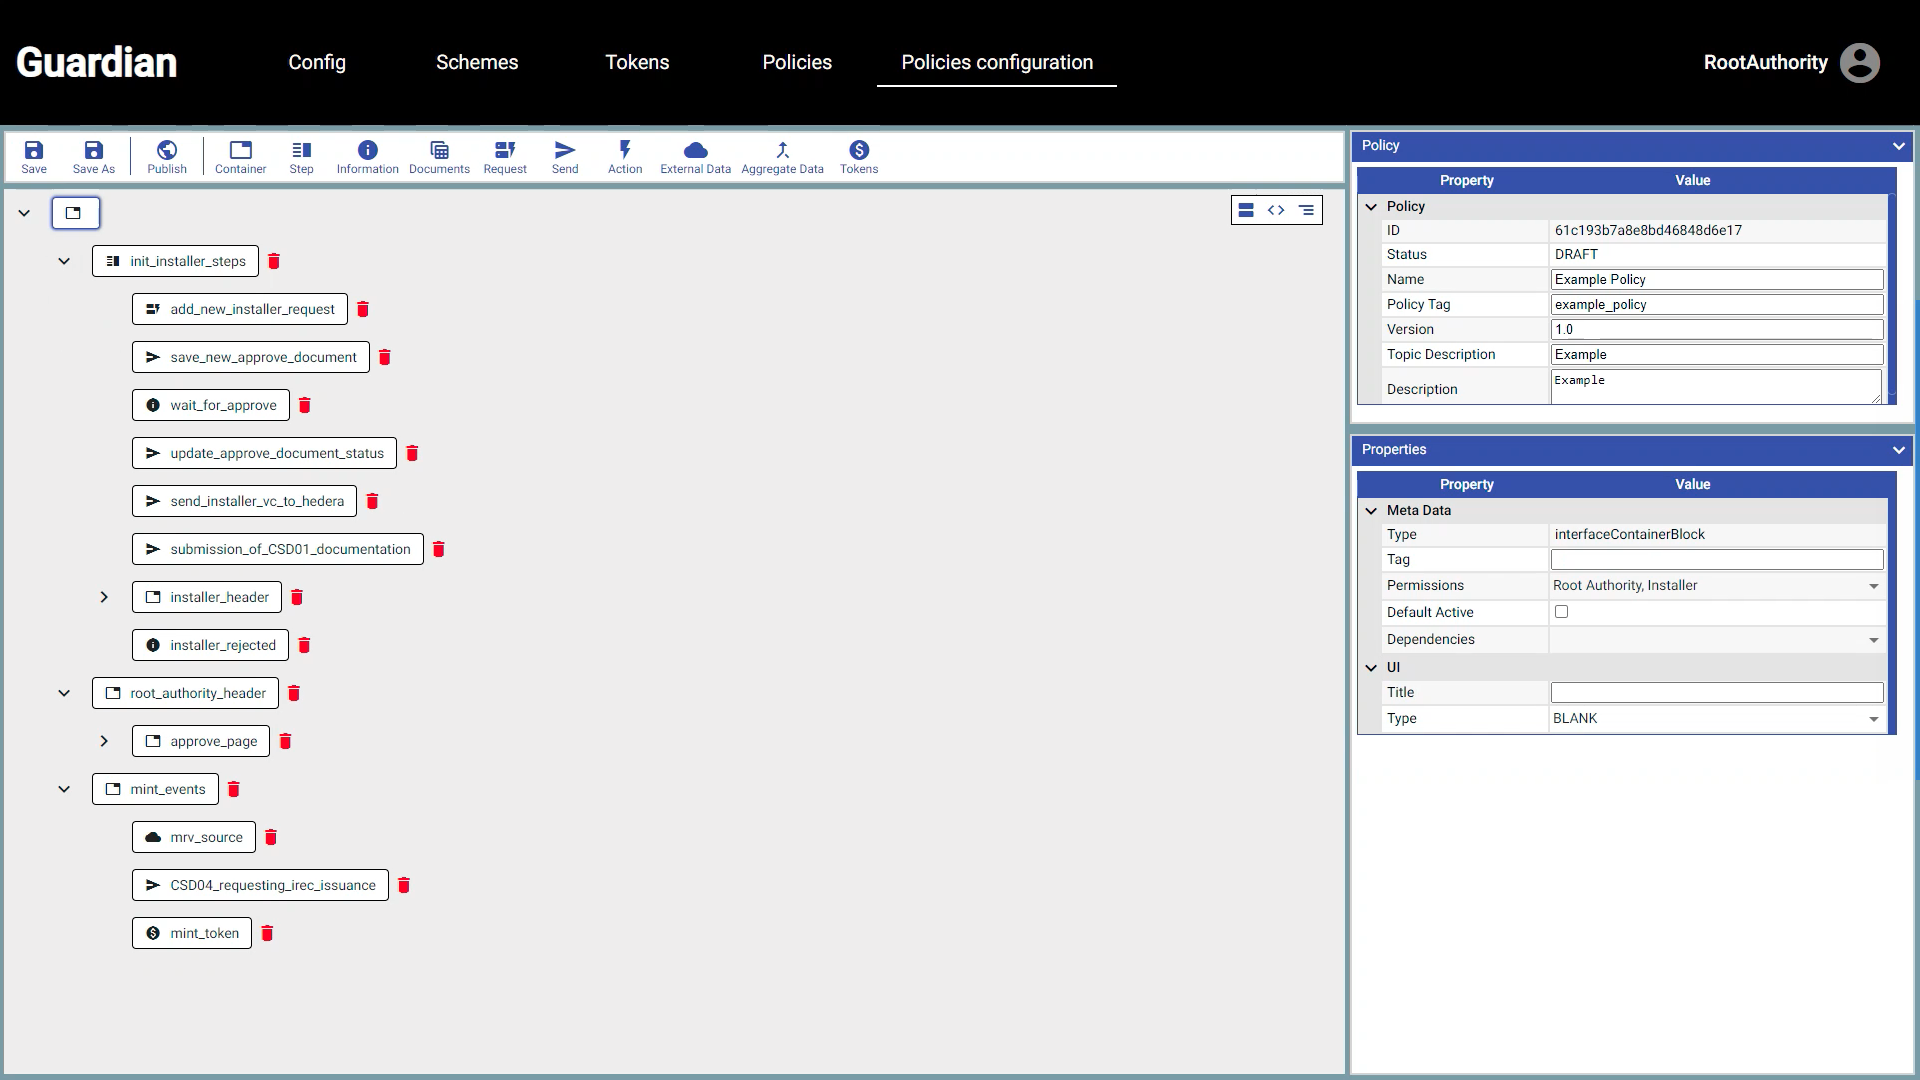 Guardian
Config
Schemes
Tokens
Policies
Policies configuration
RootAuthority
Save
Save As
Publish
Container
Step
Information
Documents
Request
Send
Action
External Data
Aggregate Data
Tokens
init_installer_steps
add_new_installer_request
save_new_approve_document
wait_for_approve
update_approve_document_status
send_installer_vc_to_hedera
submission_of_CSD01_documentation
installer_header
installer_rejected
root_authority_header
approve_page
mint_events
mrv_source
CSD04_requesting_irec_issuance
mint_token
Policy
Property Value
Policy
ID 61c193b7a8e8bd46848d6e17
Status DRAFT
Name Example Policy
Policy Tag example_policy
Version 1.0
Topic Description Example
Description Example
Properties
Property Value
Meta Data
Type interfaceContainerBlock
Tag
Permissions Root Authority, Installer
Default Active
Dependencies
UI
Title
Type BLANK